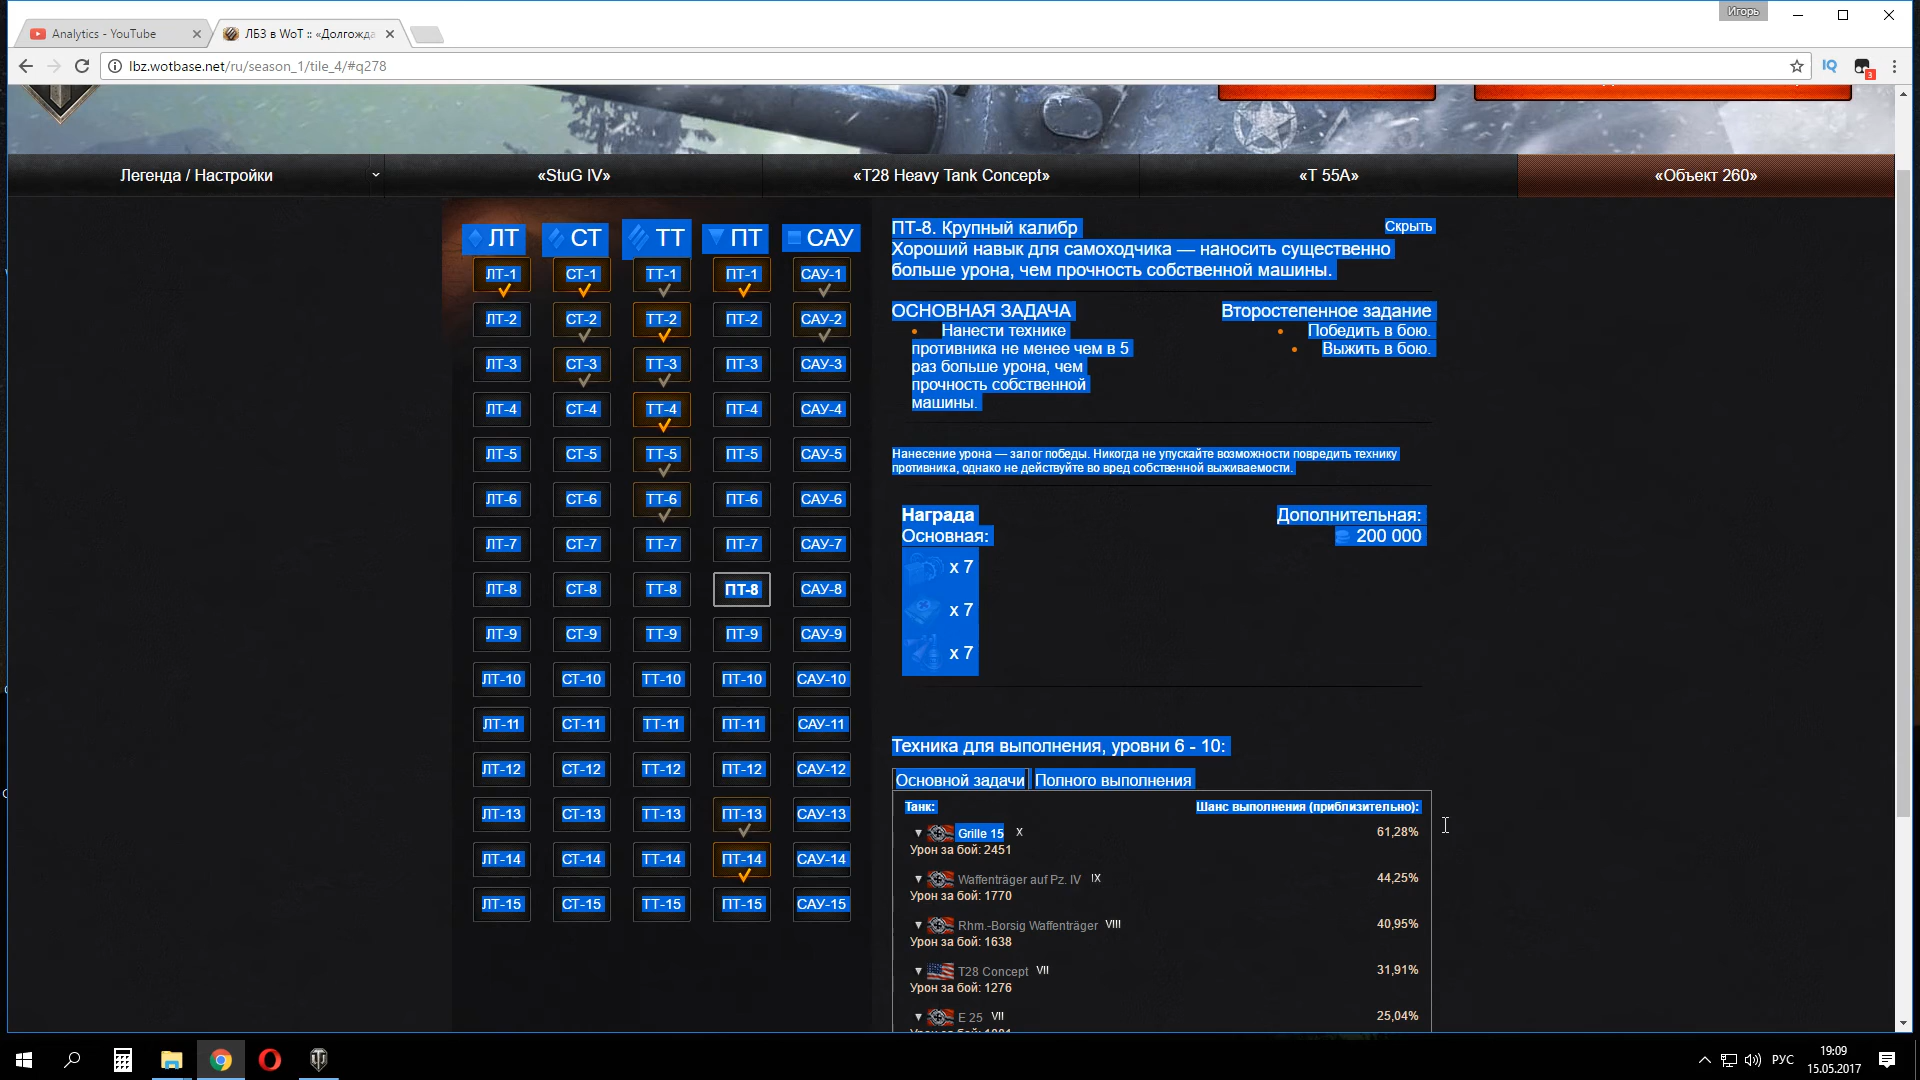 Игорь
Analytics - YouTube
ЛБЗ в WoT :: «Долгожда
lbz.wotbase.net/ru/season_1/tile_4/#q278
IQ
3
Легенда / Настройки
«StuG IV»
«T28 Heavy Tank Concept»
«Т 55А»
«Объект 260»
ЛТ СТ ТТ ПТ САУ
ЛТ-1 СТ-1 ТТ-1 ПТ-1 САУ-1
ЛТ-2 СТ-2 ТТ-2 ПТ-2 САУ-2
ЛТ-3 СТ-3 ТТ-3 ПТ-3 САУ-3
ЛТ-4 СТ-4 ТТ-4 ПТ-4 САУ-4
ЛТ-5 СТ-5 ТТ-5 ПТ-5 САУ-5
ЛТ-6 СТ-6 ТТ-6 ПТ-6 САУ-6
ЛТ-7 СТ-7 ТТ-7 ПТ-7 САУ-7
ЛТ-8 СТ-8 ТТ-8 ПТ-8 САУ-8
ЛТ-9 СТ-9 ТТ-9 ПТ-9 САУ-9
ЛТ-10 СТ-10 ТТ-10 ПТ-10 САУ-10
ЛТ-11 СТ-11 ТТ-11 ПТ-11 САУ-11
ЛТ-12 СТ-12 ТТ-12 ПТ-12 САУ-12
ЛТ-13 СТ-13 ТТ-13 ПТ-13 САУ-13
ЛТ-14 СТ-14 ТТ-14 ПТ-14 САУ-14
ЛТ-15 СТ-15 ТТ-15 ПТ-15 САУ-15
ПТ-8. Крупный калибр
Скрыть
Хороший навык для самоходчика — наносить существенно
больше урона, чем прочность собственной машины.
ОСНОВНАЯ ЗАДАЧА
Нанести технике
противника не менее чем в 5
раз больше урона, чем
прочность собственной
машины.
Второстепенное задание
Победить в бою.
Выжить в бою.
Нанесение урона — залог победы. Никогда не упускайте возможности повредить технику
противника, однако не действуйте во вред собственной выживаемости.
Награда
Основная:
x 7
x 7
x 7
Дополнительная:
200 000
Техника для выполнения, уровни 6 - 10:
Основной задачи
Полного выполнения
Танк:
Шанс выполнения (приблизительно):
Grille 15 X 61,28%
Урон за бой: 2451
Waffenträger auf Pz. IV IX 44,25%
Урон за бой: 1770
Rhm.-Borsig Waffenträger VIII 40,95%
Урон за бой: 1638
T28 Concept VII 31,91%
Урон за бой: 1276
E 25 VII 25,04%
РУС
19:09
15.05.2017